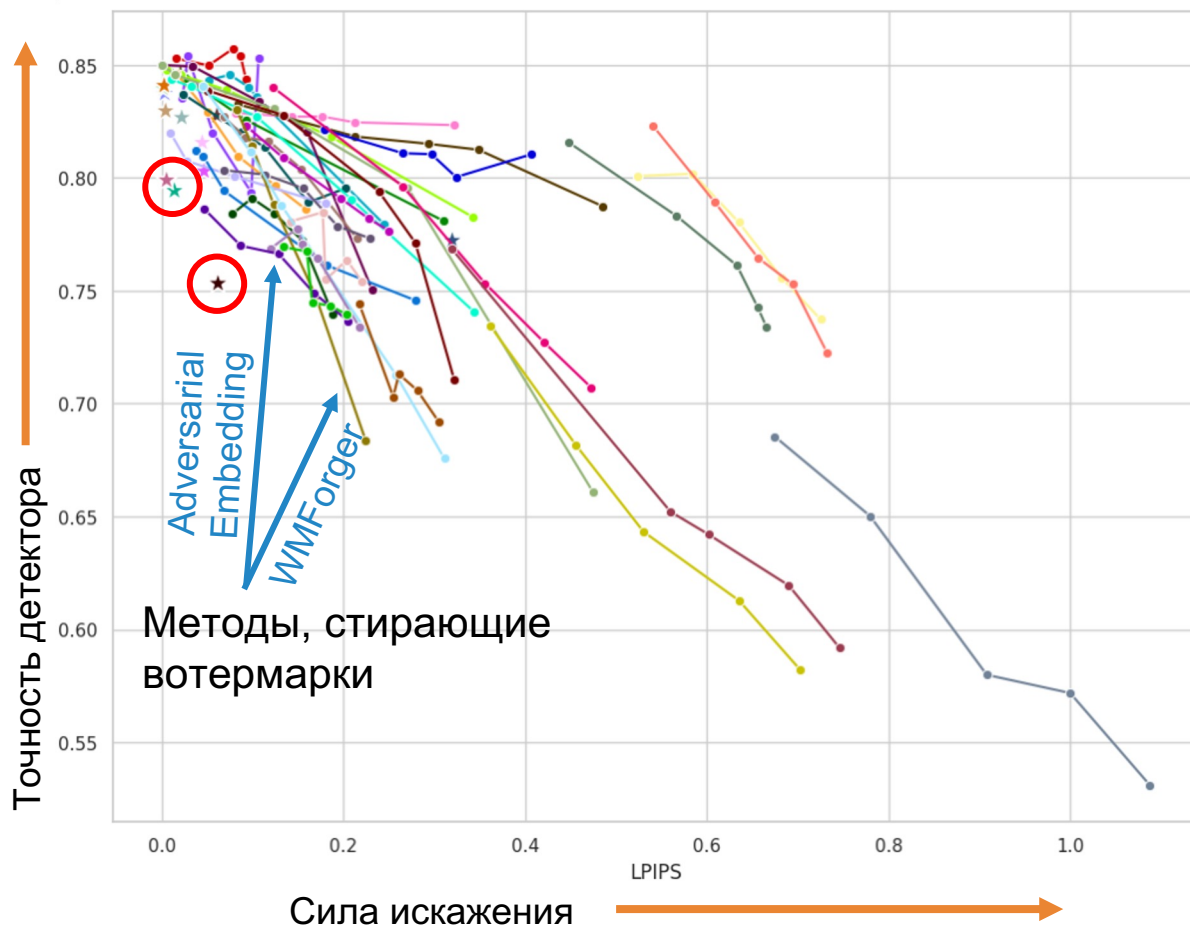 Точность детектора
0.85
0.80
0.75
0.70
0.65
0.60
0.55
Adversarial
Embedding
WMForger
Методы, стирающие
вотермарки
0.0
0.2
0.4
0.6
0.8
1.0
LPIPS
Сила искажения